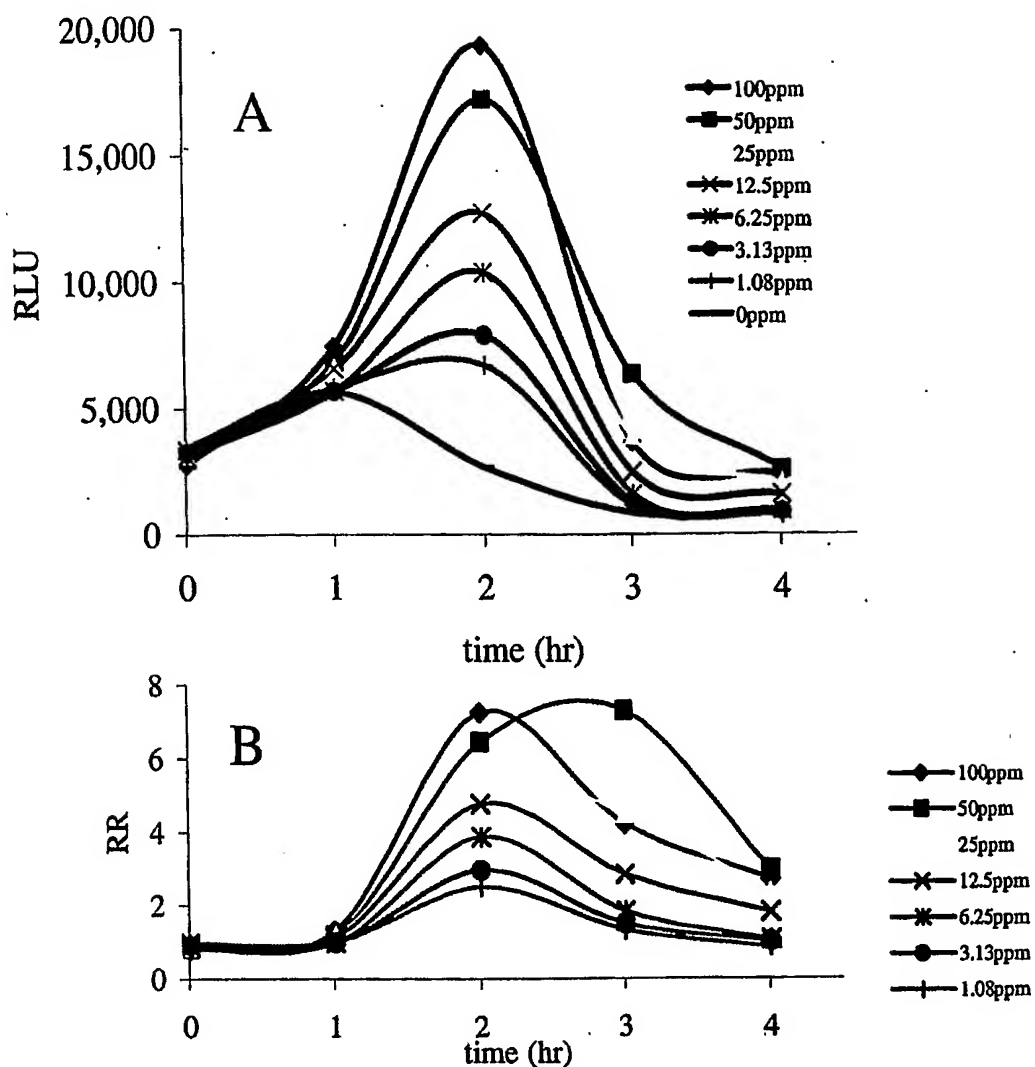 20,000
15,000
10,000
5,000
0
RLU
A
100ppm
50ppm
25ppm
12.5ppm
6.25ppm
3.13ppm
1.08ppm
0ppm
0 1 2 3 4
time (hr)
8
6
4
2
0
RR
B
100ppm
50ppm
25ppm
12.5ppm
6.25ppm
3.13ppm
1.08ppm
0 1 2 3 4
time (hr)